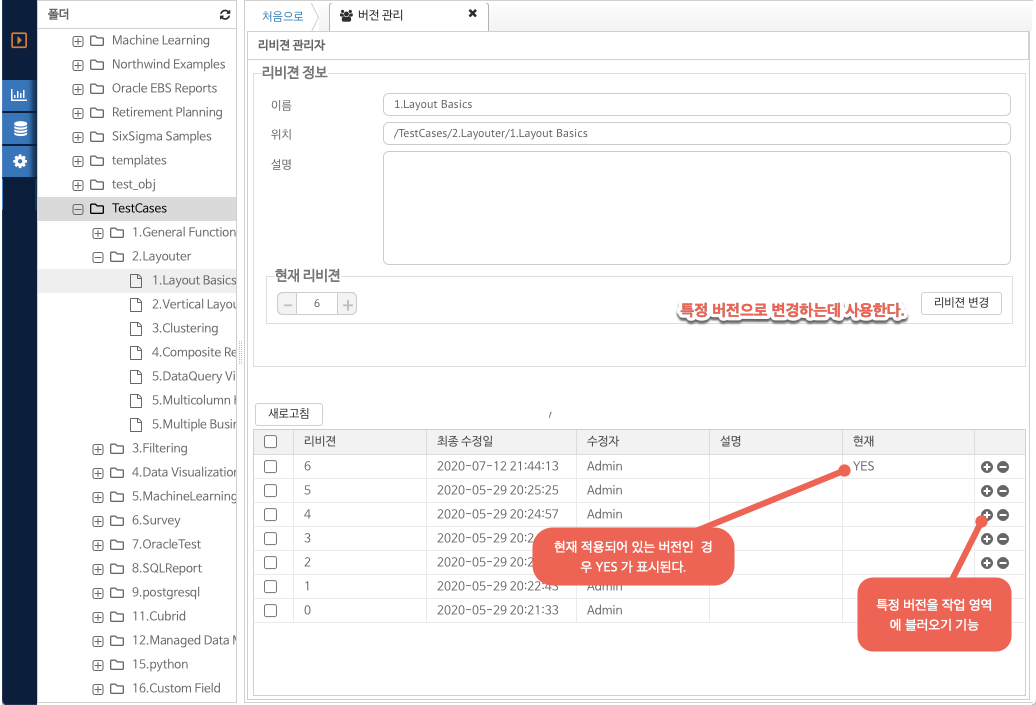 폴더
Machine Learning
Northwind Examples
Oracle EBS Reports
Retirement Planning
SixSigma Samples
templates
test_obj
TestCases
1.General Function
2.Layouter
1.Layout Basics
2.Vertical Layou
3.Clustering
4.Composite Re
5.DataQuery Vi
5.Multicolumn
5.Multiple Busin
3.Filtering
4.Data Visualization
5.MachineLearning
6.Survey
7.OracleTest
8.SQLReport
9.postgresql
11.Cubrid
12.Managed Data M
15.python
16.Custom Field
처음으로
버전 관리
리비젼 관리자
리비젼 정보
이름
1.Layout Basics
위치
/TestCases/2.Layouter/1.Layout Basics
설명
현재 리비젼
6
특정 버전으로 변경하는데 사용한다.
리비젼 변경
새로고침
/
리비젼 최종 수정일 수정자 설명 현재
6 2020-07-12 21:44:13 Admin YES
5 2020-05-29 20:25:25 Admin
4 2020-05-29 20:24:57 Admin
3 2020-05-29 20:2
2 2020-05-29 20:2
1 2020-05-29 20:22:43 Admin
0 2020-05-29 20:21:33 Admin
현재 적용되어 있는 버전인 경
우 YES 가 표시된다.
특정 버전을 작업 영역
에 불러오기 기능